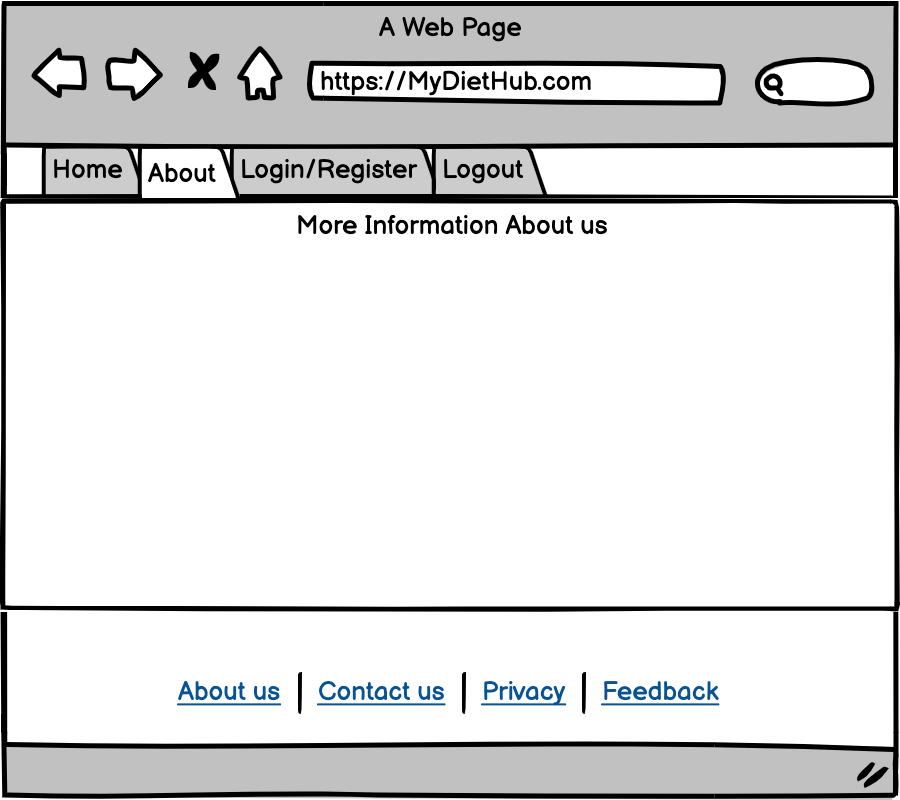 A Web Page
https://MyDietHub.com
Home About Login/Register Logout
More Information About us
About us Contact us Privacy Feedback